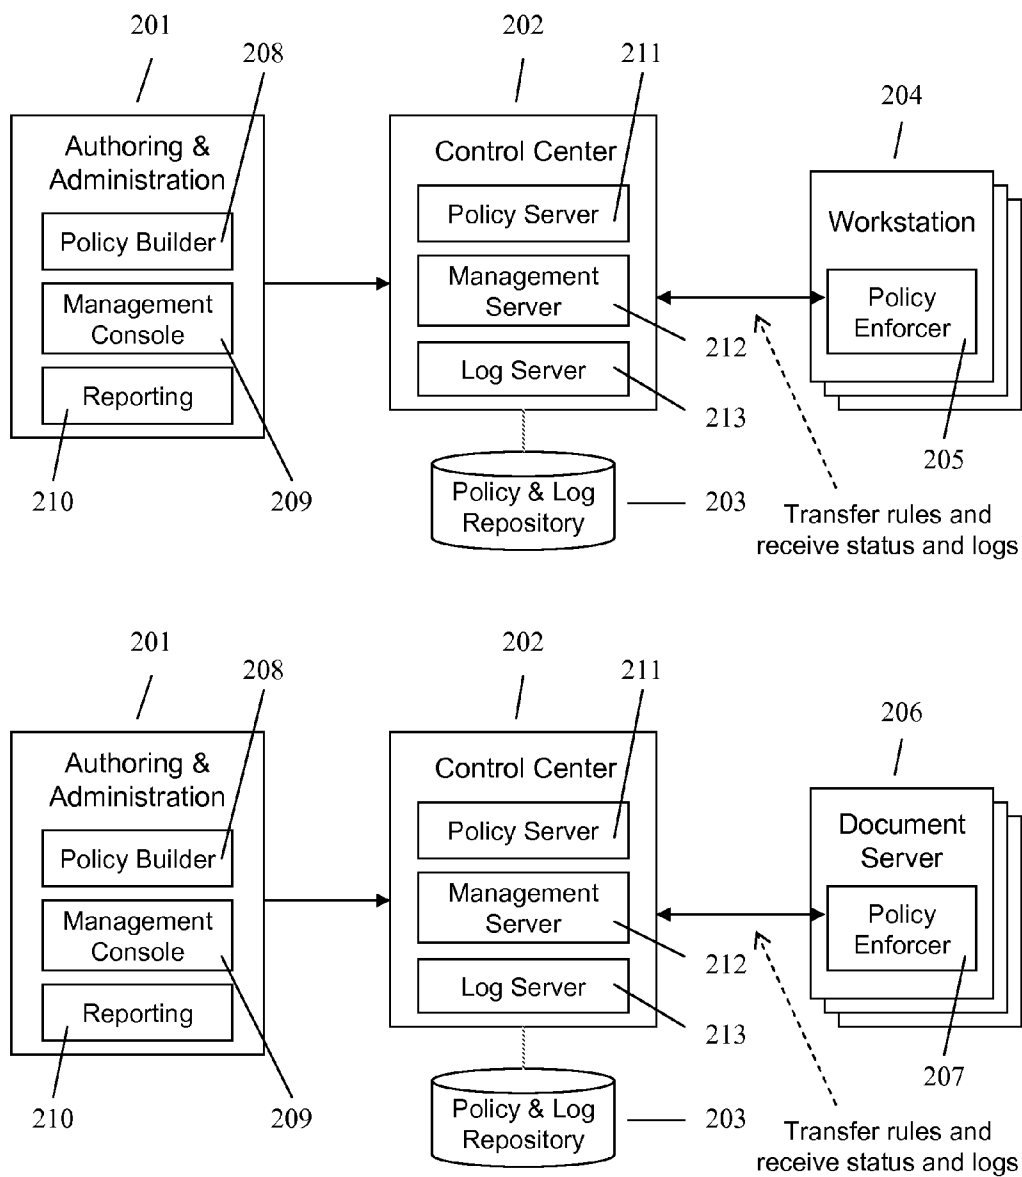 201
202
208
211
204
Authoring &
Administration
Policy Builder
Management
Console
Reporting
Control Center
Policy Server
Management
Server
Log Server
Workstation
Policy
Enforcer
212
213
205
210
209
Policy & Log
Repository
203
Transfer rules and
receive status and logs
201
202
208
211
206
Authoring &
Administration
Policy Builder
Management
Console
Reporting
Control Center
Policy Server
Management
Server
Log Server
Document
Server
Policy
Enforcer
212
213
207
210
209
Policy & Log
Repository
203
Transfer rules and
receive status and logs